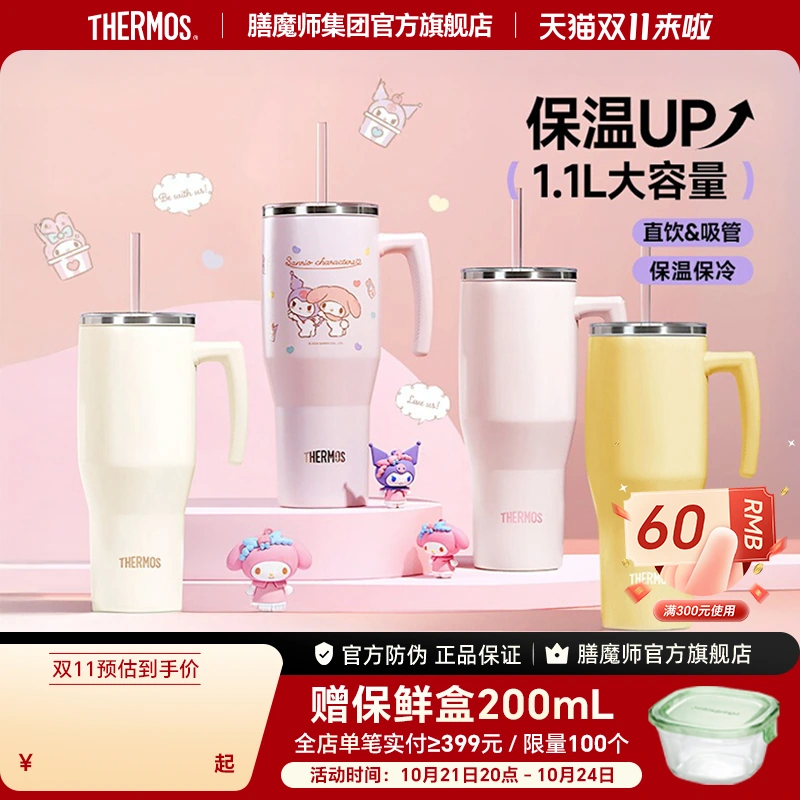 THERMOS® 膳魔师集团官方旗舰店 天猫双11来啦
保温UP
1.1L大容量
直饮&吸管
保温保冷
Be with us!
Sanrio characters
Love us!
THERMOS
THERMOS
THERMOS
60 RMB
满300元使用
官方防伪 正品保证 膳魔师官方旗舰店
双11预估到手价
¥ 起
赠保鲜盒200mL
全店单笔实付≥399元 / 限量100个
活动时间：10月21日20点 - 10月24日